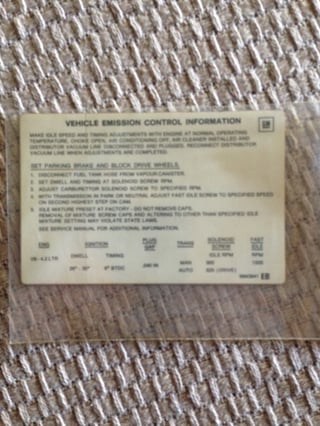 VEHICLE EMISSION CONTROL INFORMATION
GM
MAKE IDLE SPEED AND TIMING ADJUSTMENTS WITH ENGINE AT NORMAL OPERATING
TEMPERATURE, CHOKE OPEN, AIR CONDITIONING OFF, AIR CLEANER INSTALLED AND
DISTRIBUTOR VACUUM LINE DISCONNECTED AND PLUGGED. RECONNECT DISTRIBUTOR
VACUUM LINE WHEN ADJUSTMENTS ARE COMPLETED.
SET PARKING BRAKE AND BLOCK DRIVE WHEELS.
1. DISCONNECT FUEL TANK HOSE FROM VAPOUR CANISTER.
2. SET DWELL AND TIMING AT SOLENOID SCREW RPM.
3. ADJUST CARBURETTOR SOLENOID SCREW TO SPECIFIED RPM.
4. WITH TRANSMISSION IN PARK OR NEUTRAL ADJUST FAST IDLE SCREW TO SPECIFIED SPEED
ON SECOND HIGHEST STEP ON CAM.
5. IDLE MIXTURE PRESET AT FACTORY - DO NOT REMOVE CAPS.
REMOVAL OF MIXTURE SCREW CAPS AND ALTERING TO OTHER THAN SPECIFIED IDLE
MIXTURE SETTING MAY VIOLATE STATE LAWS.
SEE SERVICE MANUAL FOR ADDITIONAL INFORMATION.
ENG IGNITION PLUG GAP TRANS SOLENOID SCREW FAST IDLE
DWELL TIMING IDLE RPM RPM
V8-4.2 LTR MAN
AUTO (DRIVE)
EB